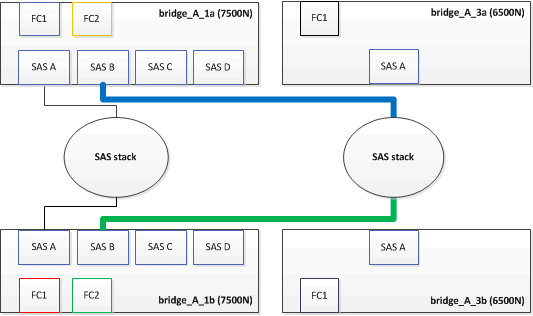 FC1
FC2
bridge_A_1a (7500N)
SAS A
SAS B
SAS C
SAS D
FC1
bridge_A_3a (6500N)
SAS A
SAS stack
SAS stack
SAS A
SAS B
SAS C
SAS D
FC1
FC2
bridge_A_1b (7500N)
SAS A
FC1
bridge_A_3b (6500N)